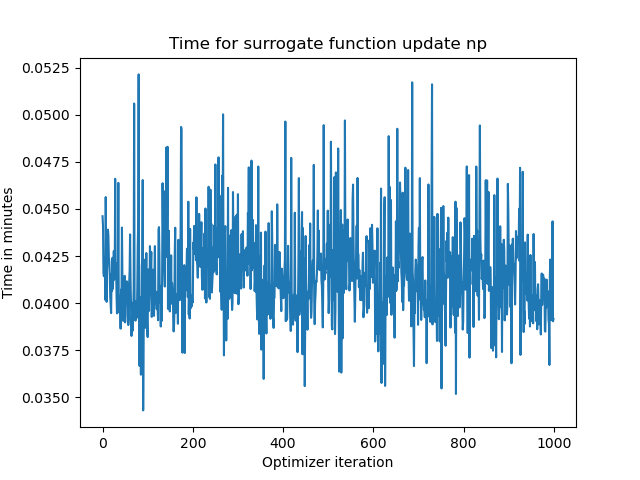 Time for surrogate function update np
Time in minutes
0.0525
0.0500
0.0475
0.0450
0.0425
0.0400
0.0375
0.0350
0 200 400 600 800 1000
Optimizer iteration